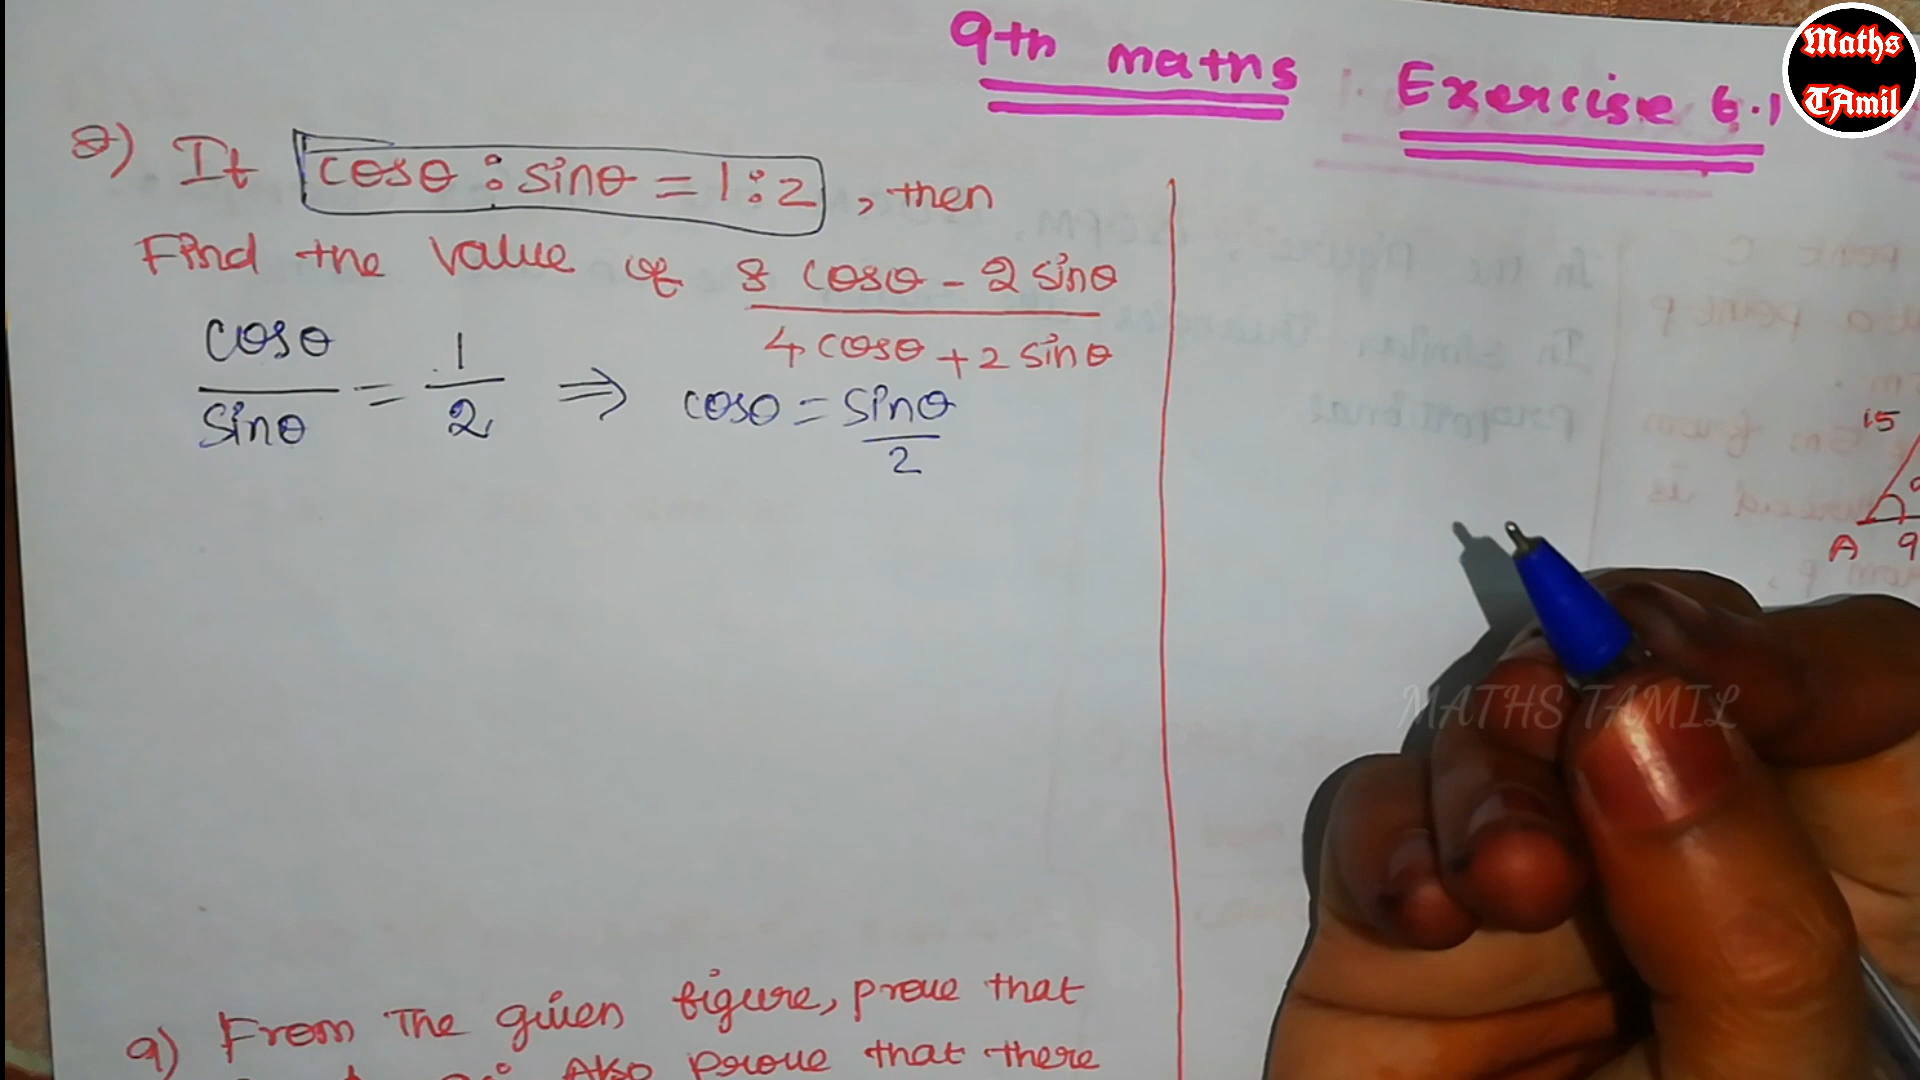 9th maths Exercise 6.1
Maths
TAmil
8) If cosθ : sinθ = 1:2, then
Find the value of 8 cosθ - 2 sinθ
4 cosθ + 2 sinθ
cosθ
sinθ
= 1
2
⇒ cosθ = sinθ
2
15
A 9
MATHS TAMIL
9) From The given figure, prove that
Also prove that there